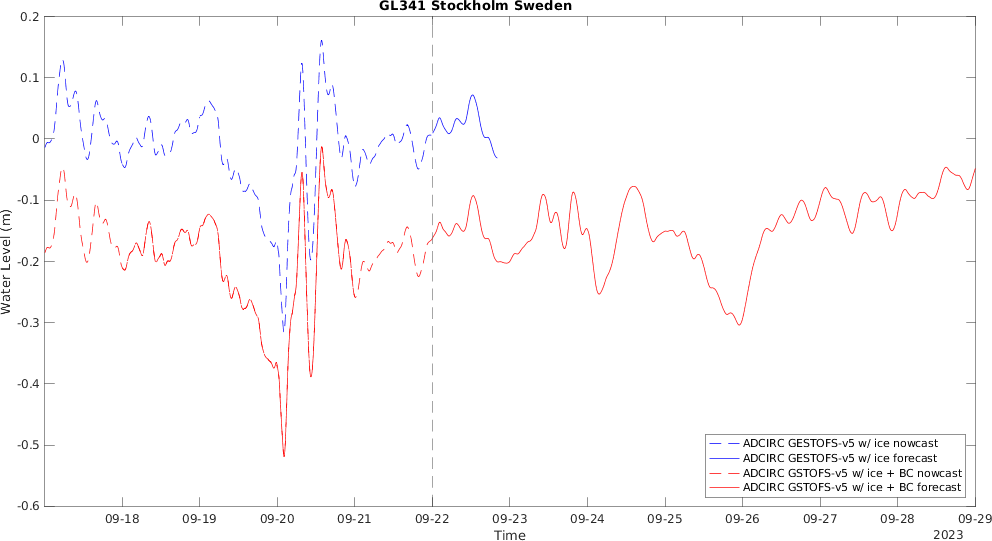 GL341 Stockholm Sweden
0.2
0.1
0
-0.1
-0.2
-0.3
-0.4
-0.5
-0.6
Water Level (m)
ADCIRC GESTOFS-v5 w/ ice nowcast
ADCIRC GESTOFS-v5 w/ ice forecast
ADCIRC GSTOFS-v5 w/ ice + BC nowcast
ADCIRC GSTOFS-v5 w/ ice + BC forecast
09-18 09-19 09-20 09-21 09-22 09-23 09-24 09-25 09-26 09-27 09-28 09-29
Time
2023